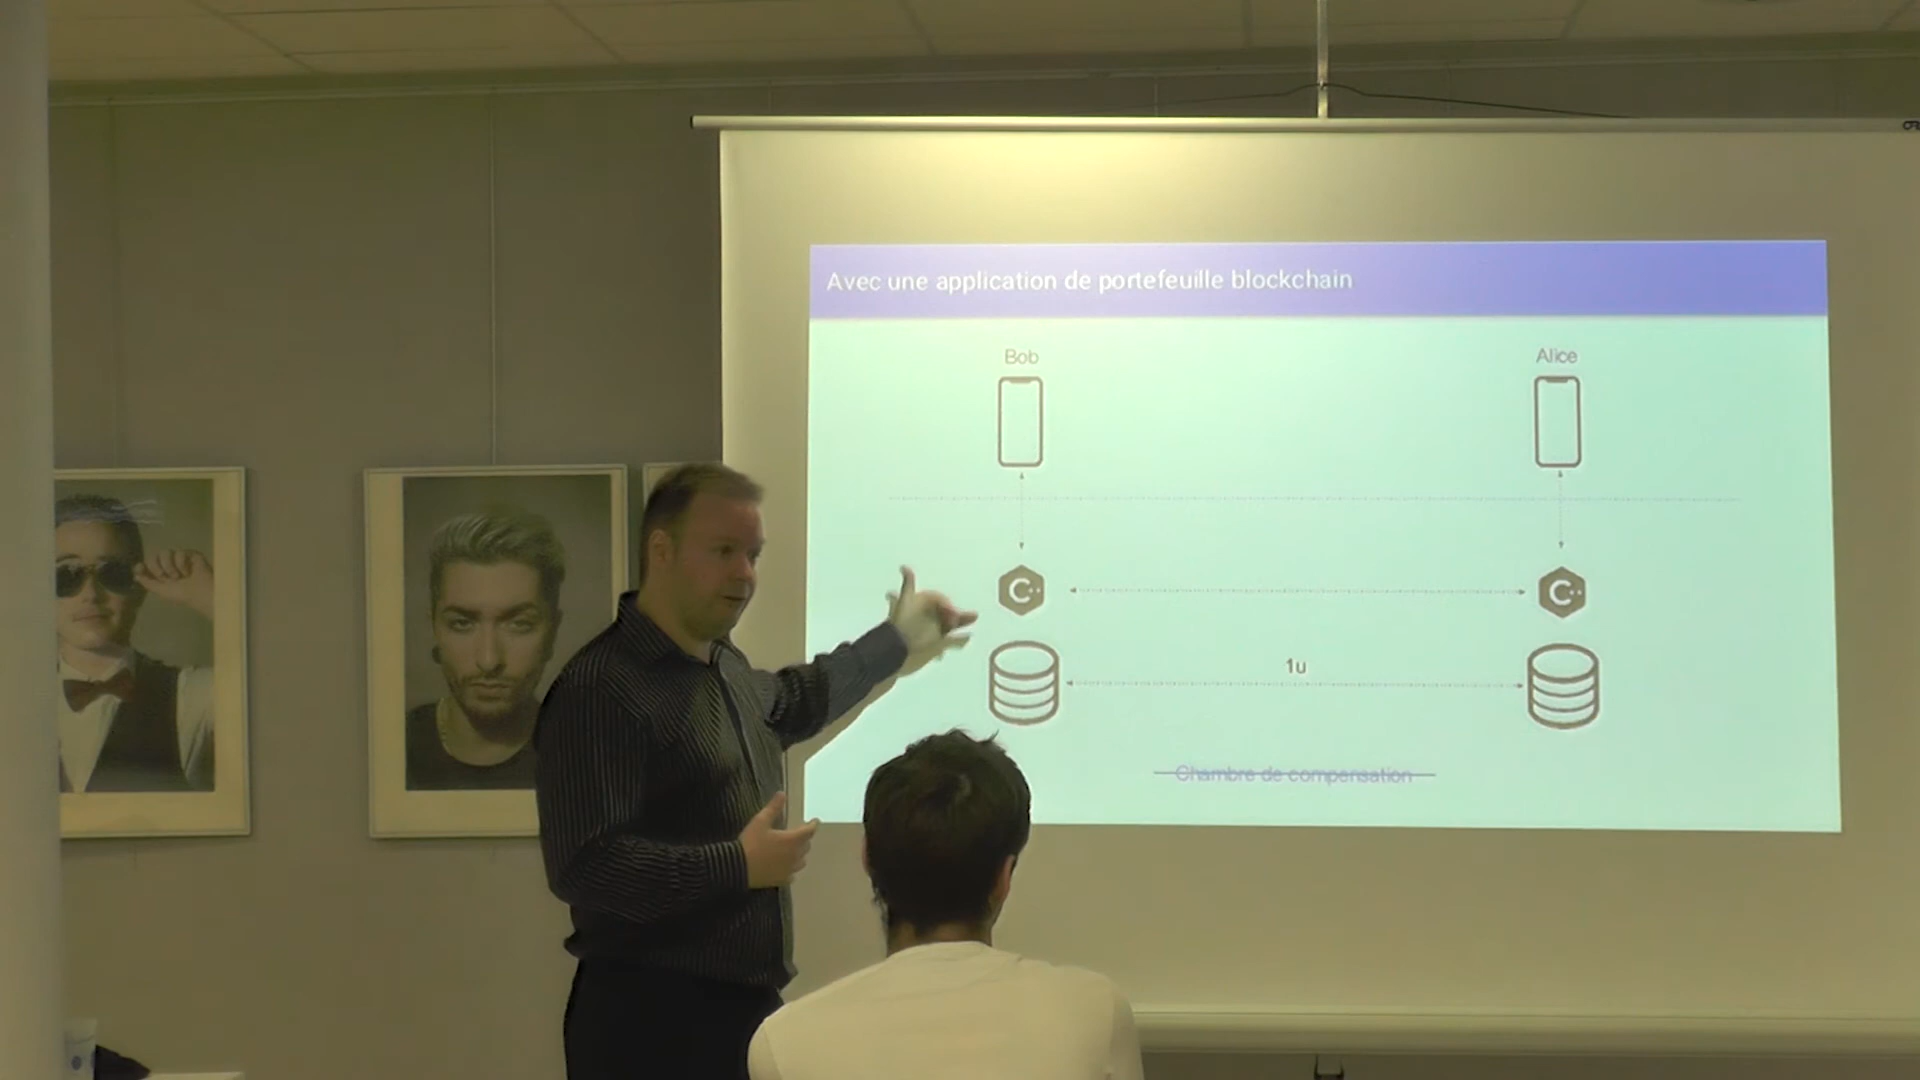 Avec une application de portefeuille blockchain
Bob
Alice
C++
C++
1u
Chambre de compensation